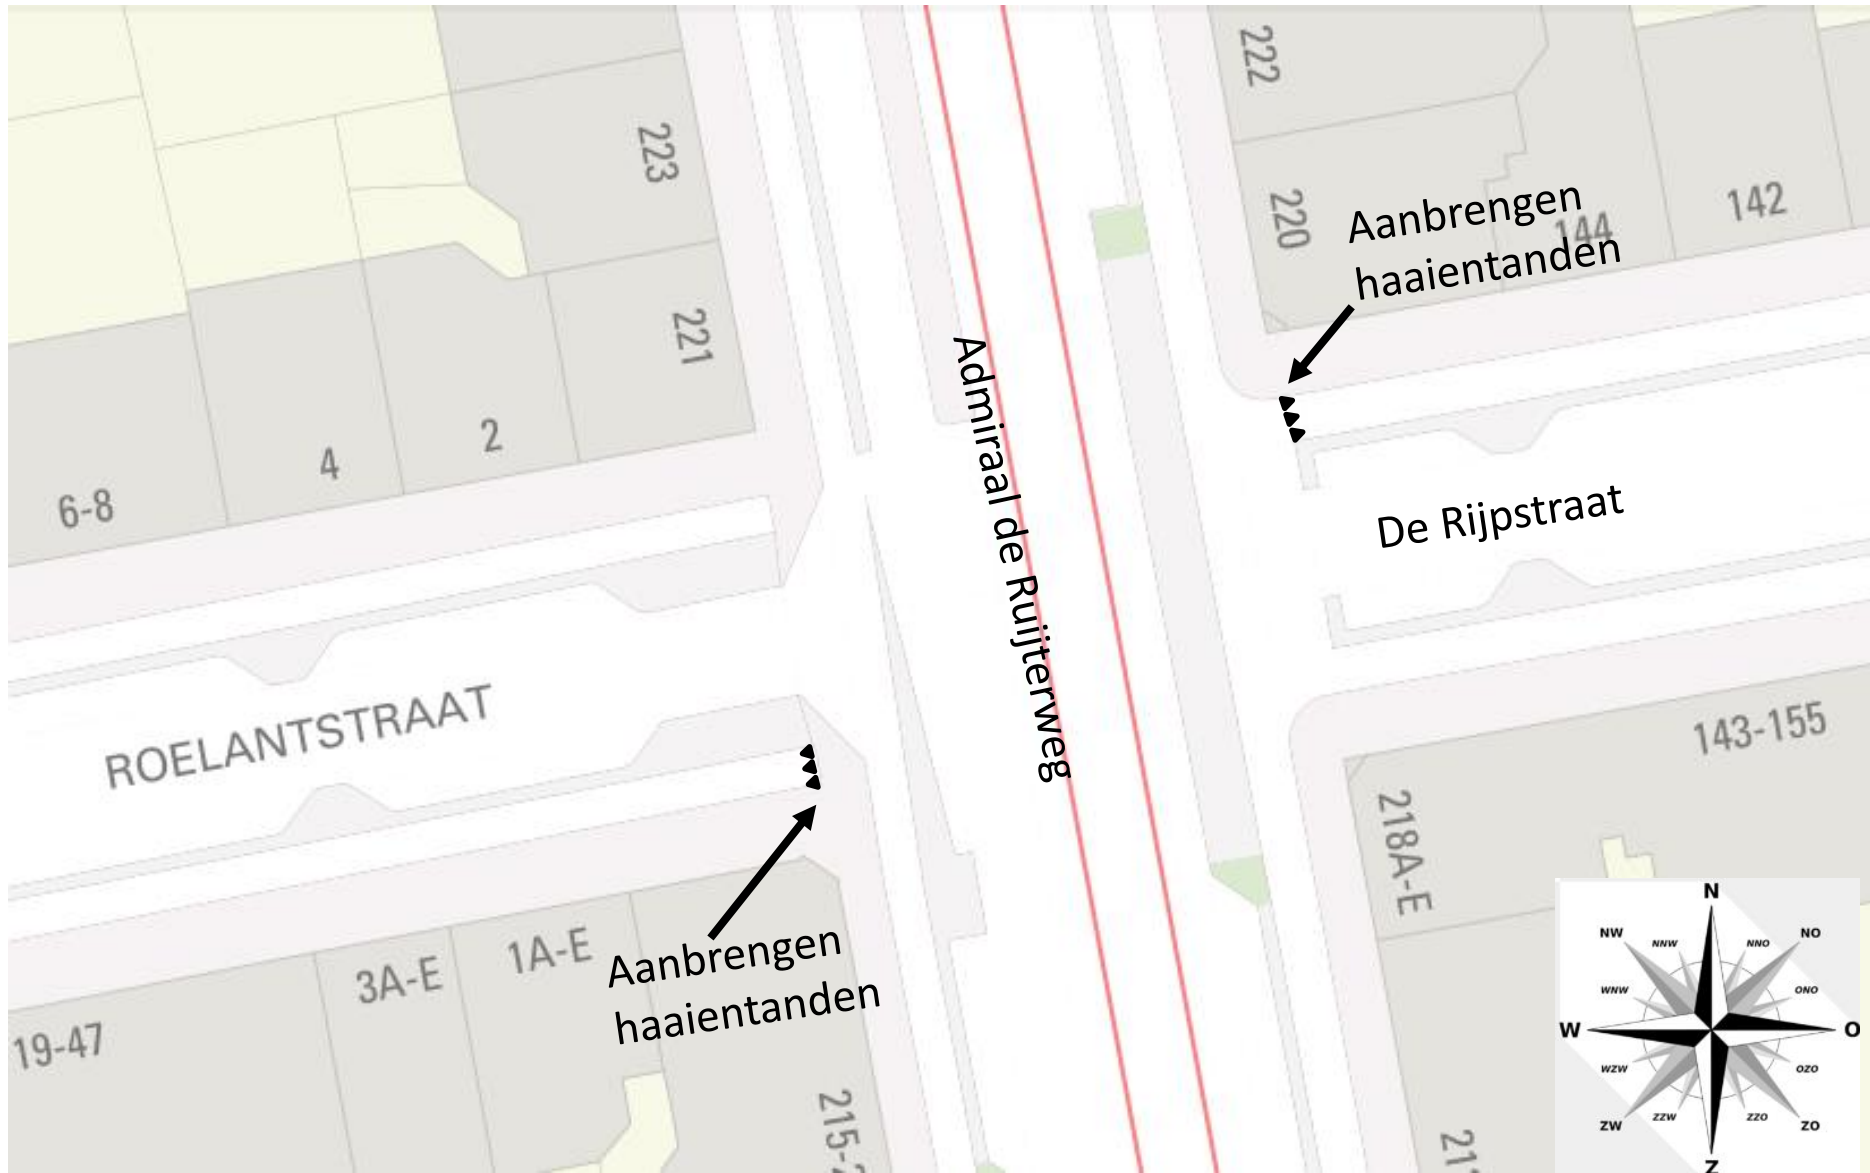 222
223
220
Aanbrengen
haaientanden
144
142
221
2
4
6-8
Admiraal de Ruijterweg
De Rijpstraat
ROELANTSTRAAT
143-155
218A-E
Aanbrengen
haaientanden
1A-E
3A-E
19-47
N
NW
NNW
NNO
NO
WNW
ONO
W
O
WZW
OZO
ZW
ZZW
ZZO
ZO
Z